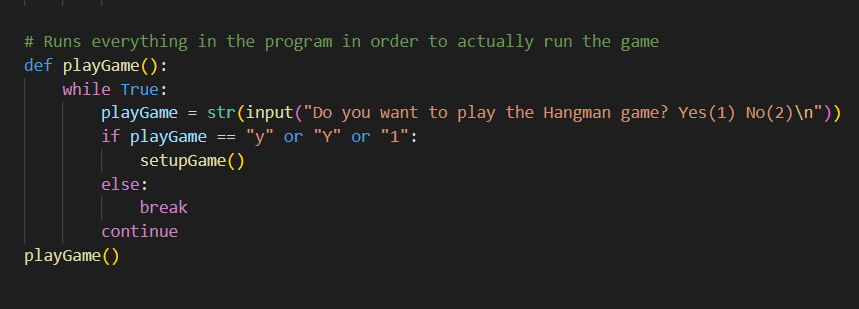 # Runs everything in the program in order to actually run the game
def playGame():
    while True:
        playGame = str(input("Do you want to play the Hangman game? Yes(1) No(2)\n"))
        if playGame == "y" or "Y" or "1":
            setupGame()
        else:
            break
        continue
playGame()